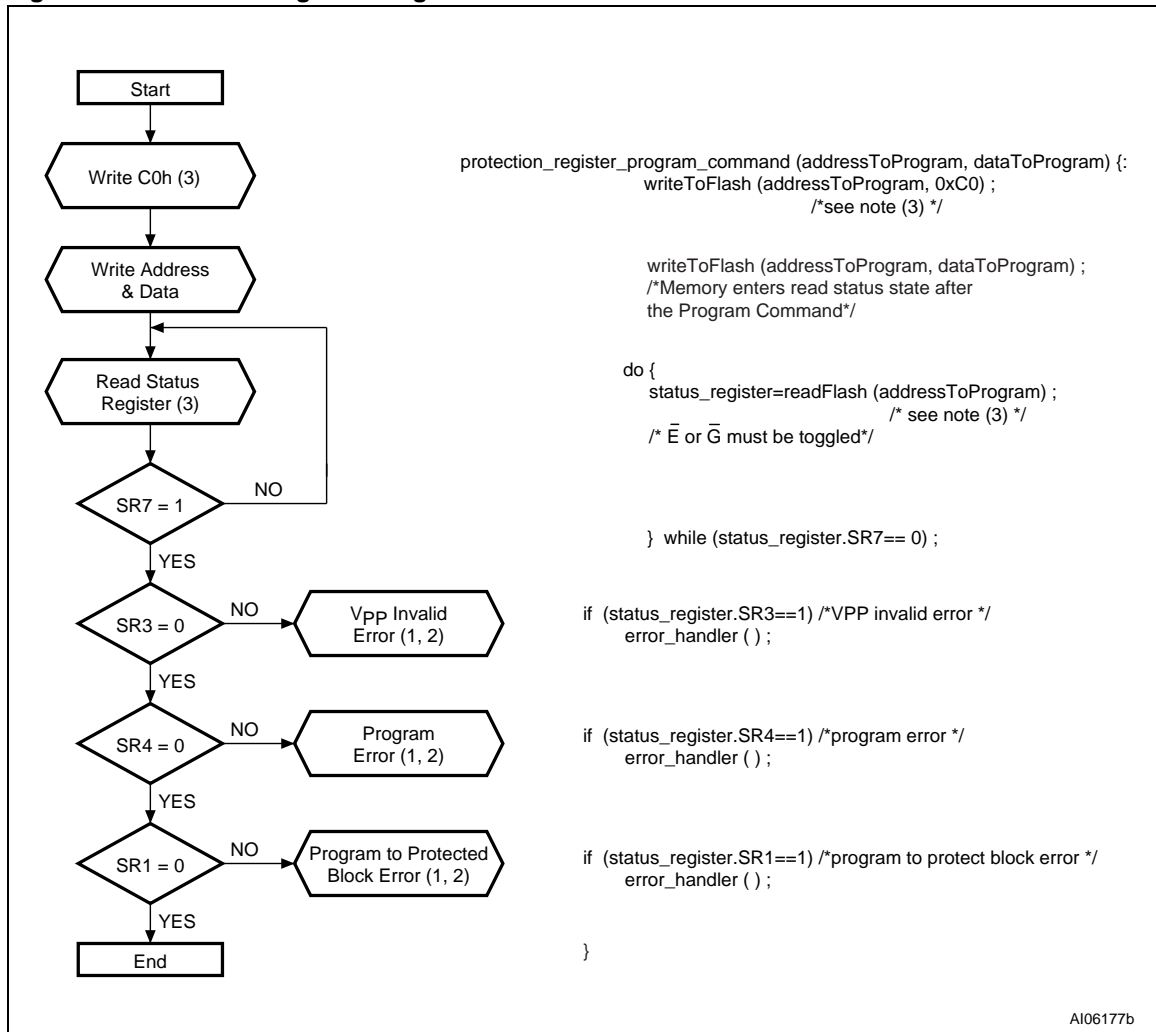 Start
Write C0h (3)
Write Address
& Data
Read Status
Register (3)
SR7 = 1
NO
YES
SR3 = 0
NO
VPP Invalid
Error (1, 2)
YES
SR4 = 0
NO
Program
Error (1, 2)
YES
SR1 = 0
NO
Program to Protected
Block Error (1, 2)
YES
End
protection_register_program_command (addressToProgram, dataToProgram) {:
writeToFlash (addressToProgram, 0xC0) ;
/*see note (3) */
writeToFlash (addressToProgram, dataToProgram) ;
/*Memory enters read status state after
the Program Command*/
do {
status_register=readFlash (addressToProgram) ;
/* see note (3) */
/* E̅ or G̅ must be toggled*/
} while (status_register.SR7== 0) ;
if (status_register.SR3==1) /*VPP invalid error */
error_handler ( ) ;
if (status_register.SR4==1) /*program error */
error_handler ( ) ;
if (status_register.SR1==1) /*program to protect block error */
error_handler ( ) ;
}
AI06177b